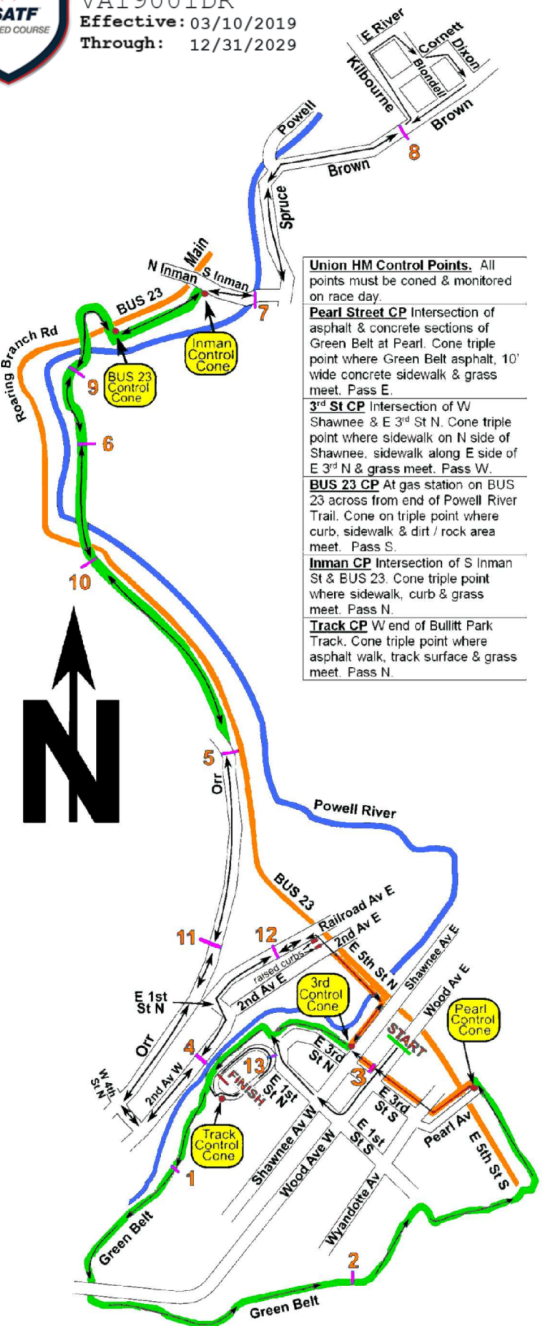 SATF
ED COURSE
VA19001DR
Effective: 03/10/2019
Through: 12/31/2029
E River
Cornett
Dixon
Blondell
Kilbourne
Brown
8
Brown
Powell
Spruce
Main
N Inman
S Inman
7
BUS 23
Inman
Control
Cone
BUS 23
Control
Cone
Roaring Branch Rd
9
6
10
Union HM Control Points. All
points must be coned & monitored
on race day.
Pearl Street CP Intersection of
asphalt & concrete sections of
Green Belt at Pearl. Cone triple
point where Green Belt asphalt, 10'
wide concrete sidewalk & grass
meet. Pass E.
3rd St CP Intersection of W
Shawnee & E 3rd St N. Cone triple
point where sidewalk on N side of
Shawnee, sidewalk along E side of
E 3rd N & grass meet. Pass W.
BUS 23 CP At gas station on BUS
23 across from end of Powell River
Trail. Cone on triple point where
curb, sidewalk & dirt / rock area
meet. Pass S.
Inman CP Intersection of S Inman
St & BUS 23. Cone triple point
where sidewalk, curb & grass
meet. Pass N.
Track CP W end of Bullitt Park
Track. Cone triple point where
asphalt walk, track surface & grass
meet. Pass N.
N
5
Orr
Powell River
BUS 23
11
12
Railroad Av E
2nd Av E
raised curbs
2nd Av E
E 5th St N
Shawnee Av E
Wood Av E
E 1st
St N
3rd
Control
Cone
Pearl
Control
Cone
START
Orr
W 4th
St N
2nd Av W
4
13
FINISH
E 1st
St N
E 3rd
St N
3
E 3rd
St S
Pearl Av
E 5th St S
Track
Control
Cone
Shawnee Av W
Wood Ave W
E 1st
St S
Wyandotte Av
1
Green Belt
2
Green Belt